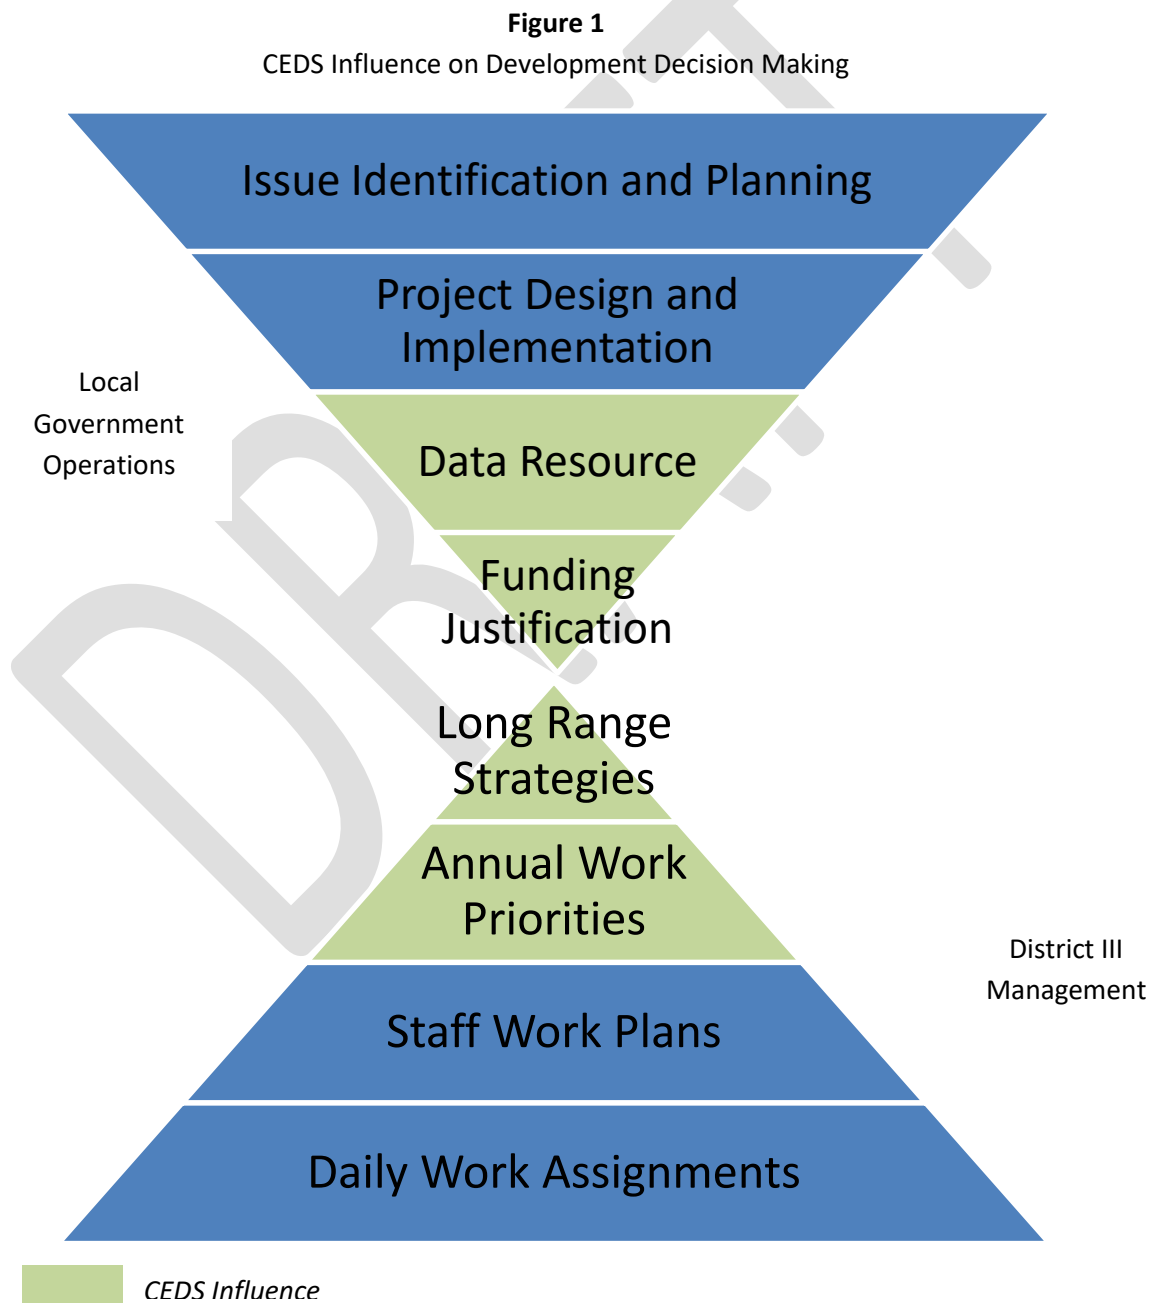 Figure 1
CEDS Influence on Development Decision Making
Issue Identification and Planning
Project Design and
Implementation
Local
Government
Operations
Data Resource
Funding
Justification
Long Range
Strategies
Annual Work
Priorities
District III
Management
Staff Work Plans
Daily Work Assignments
CEDS Influence
DRAFT